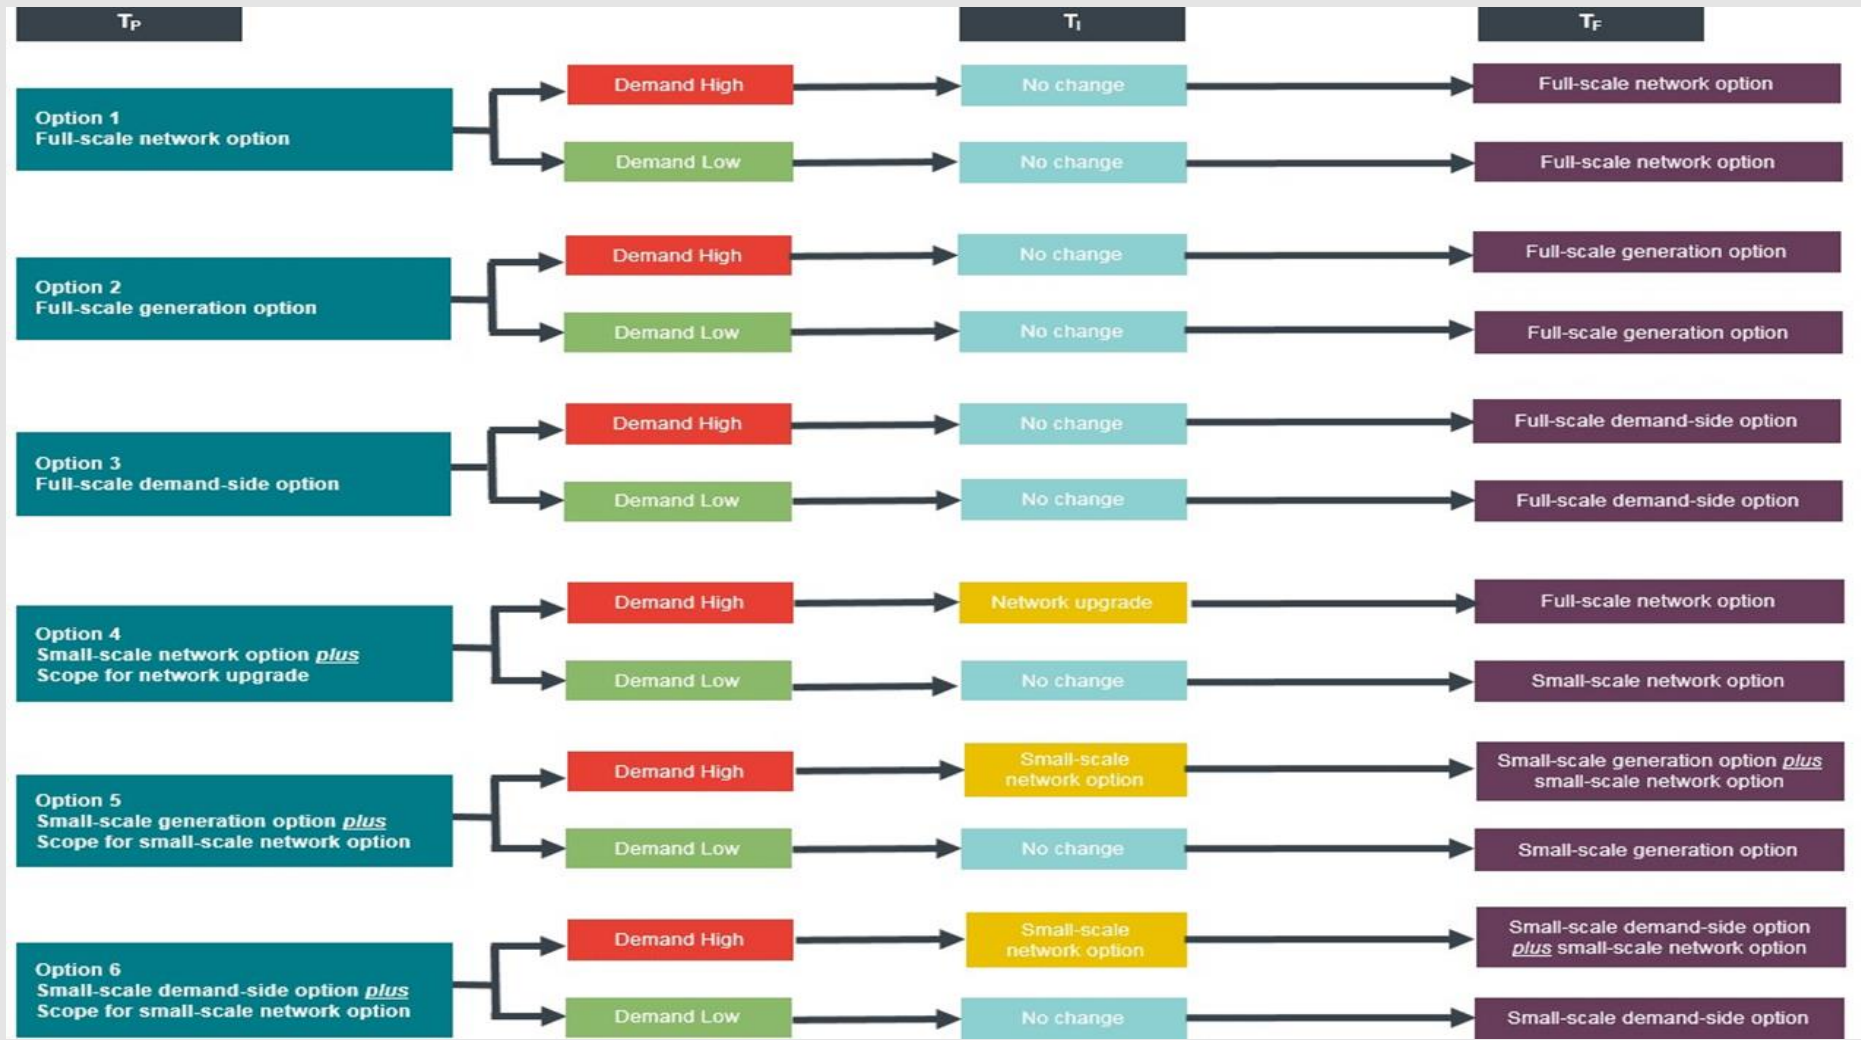 Tₚ
Tᵢ
T_F
Option 1
Full-scale network option
Demand High
No change
Full-scale network option
Demand Low
No change
Full-scale network option
Option 2
Full-scale generation option
Demand High
No change
Full-scale generation option
Demand Low
No change
Full-scale generation option
Option 3
Full-scale demand-side option
Demand High
No change
Full-scale demand-side option
Demand Low
No change
Full-scale demand-side option
Option 4
Small-scale network option plus
Scope for network upgrade
Demand High
Network upgrade
Full-scale network option
Demand Low
No change
Small-scale network option
Option 5
Small-scale generation option plus
Scope for small-scale network option
Demand High
Small-scale
network option
Small-scale generation option plus
small-scale network option
Demand Low
No change
Small-scale generation option
Option 6
Small-scale demand-side option plus
Scope for small-scale network option
Demand High
Small-scale
network option
Small-scale demand-side option
plus small-scale network option
Demand Low
No change
Small-scale demand-side option